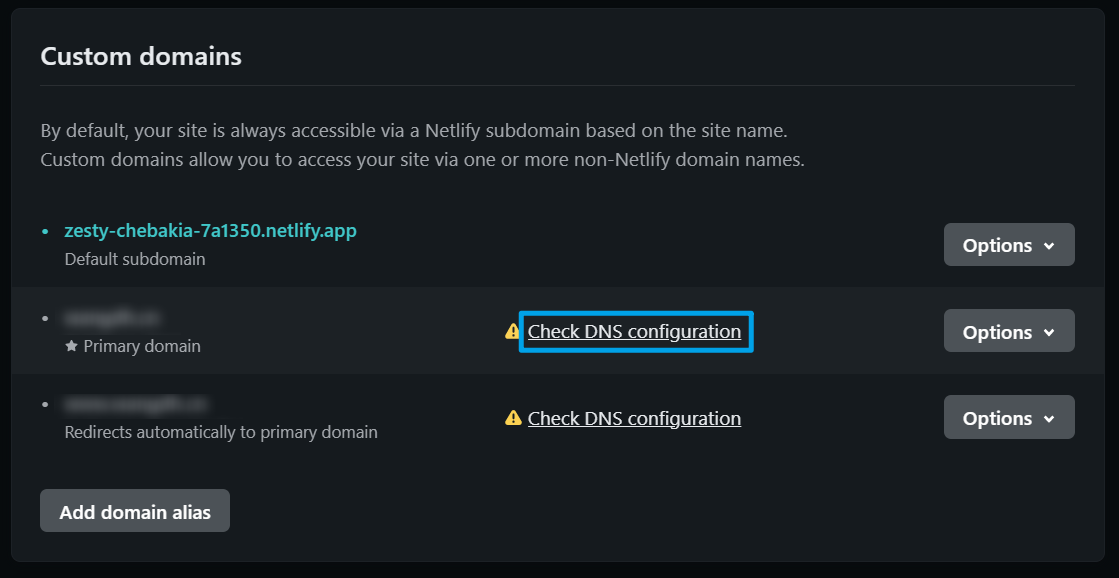 Custom domains
By default, your site is always accessible via a Netlify subdomain based on the site name.
Custom domains allow you to access your site via one or more non-Netlify domain names.
zesty-chebakia-7a1350.netlify.app
Default subdomain
Options
Check DNS configuration
Primary domain
Options
Check DNS configuration
Redirects automatically to primary domain
Options
Add domain alias